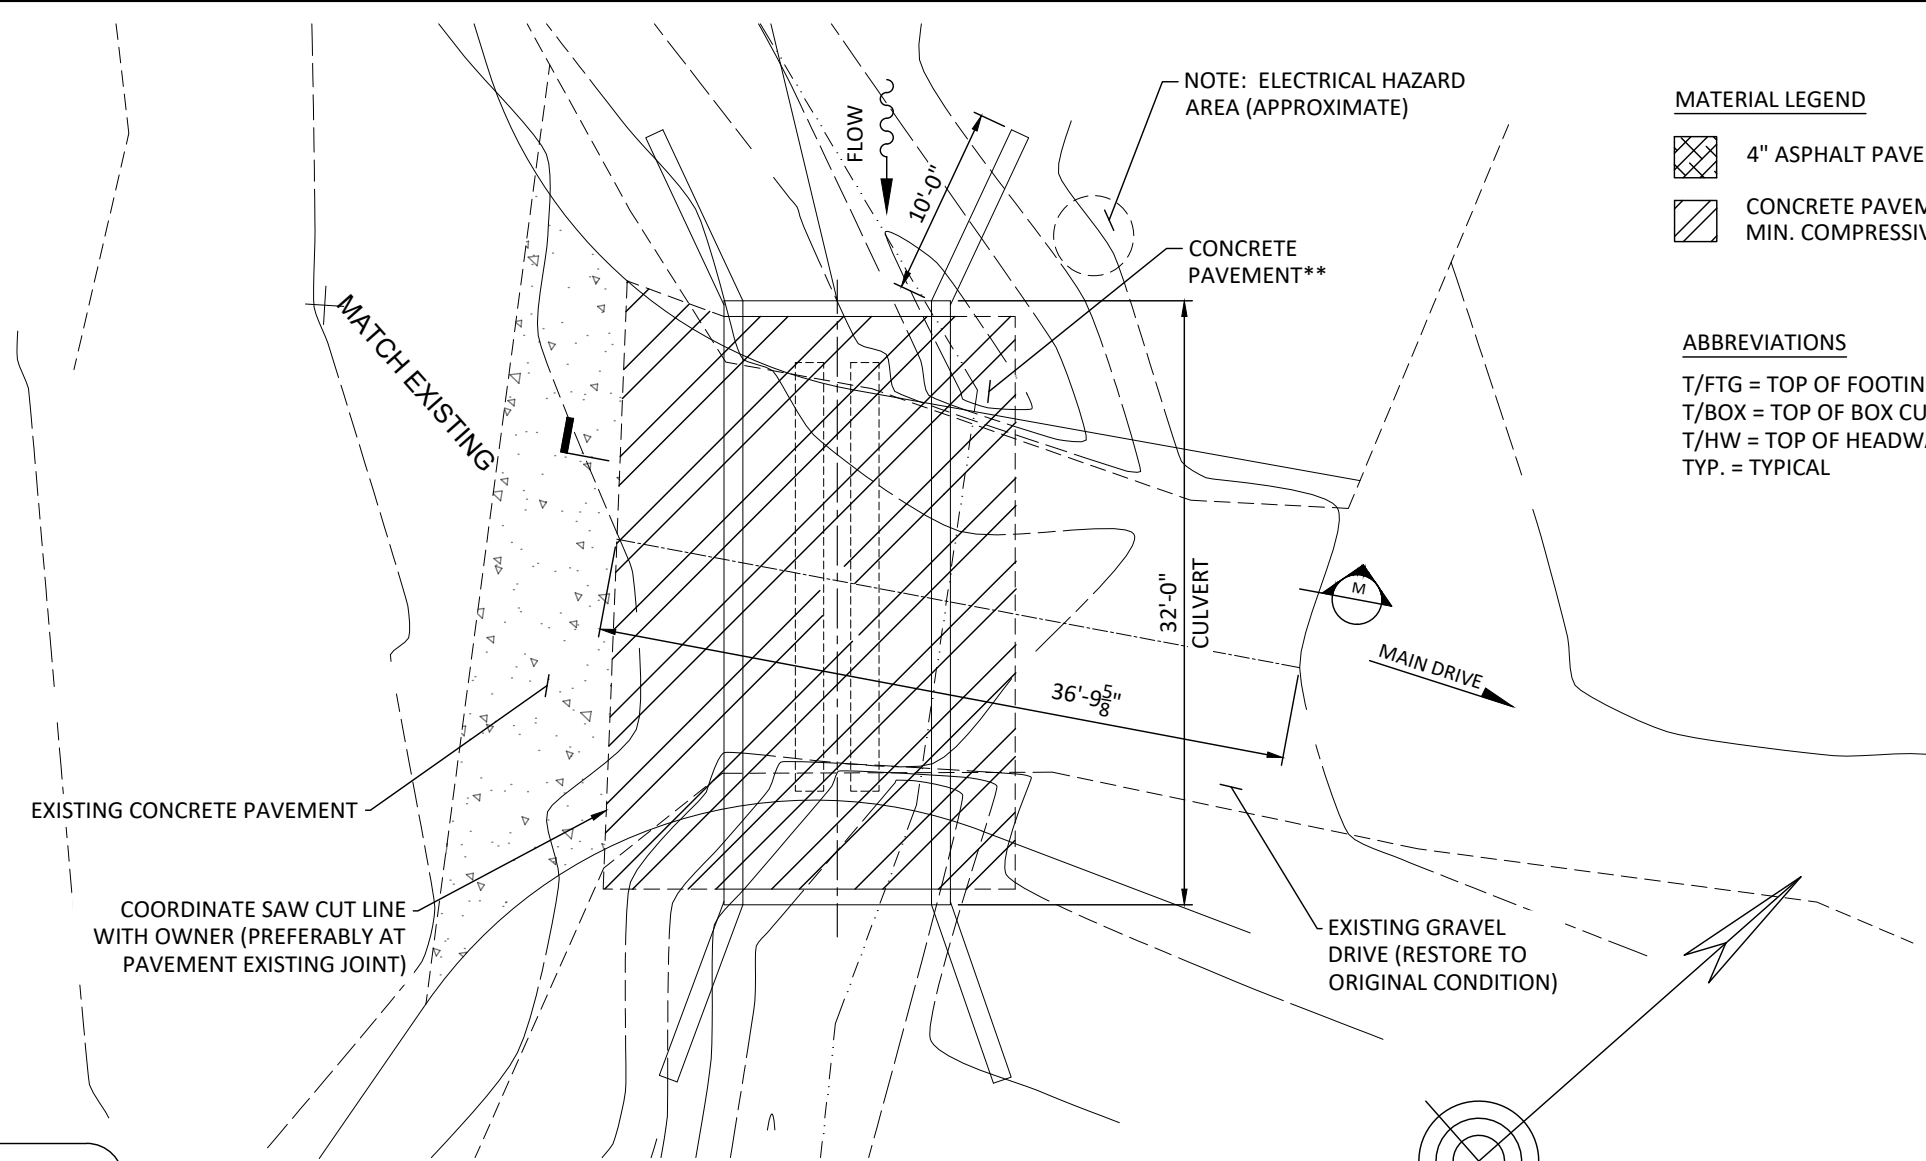 NOTE: ELECTRICAL HAZARD
AREA (APPROXIMATE)
FLOW
10'-0"
CONCRETE
PAVEMENT**
MATCH EXISTING
32'-0"
CULVERT
M
MAIN DRIVE
36'-9 5/8"
EXISTING CONCRETE PAVEMENT
COORDINATE SAW CUT LINE
WITH OWNER (PREFERABLY AT
PAVEMENT EXISTING JOINT)
EXISTING GRAVEL
DRIVE (RESTORE TO
ORIGINAL CONDITION)
MATERIAL LEGEND
4" ASPHALT PAVE
CONCRETE PAVEM
MIN. COMPRESSIV
ABBREVIATIONS
T/FTG = TOP OF FOOTIN
T/BOX = TOP OF BOX CU
T/HW = TOP OF HEADWA
TYP. = TYPICAL